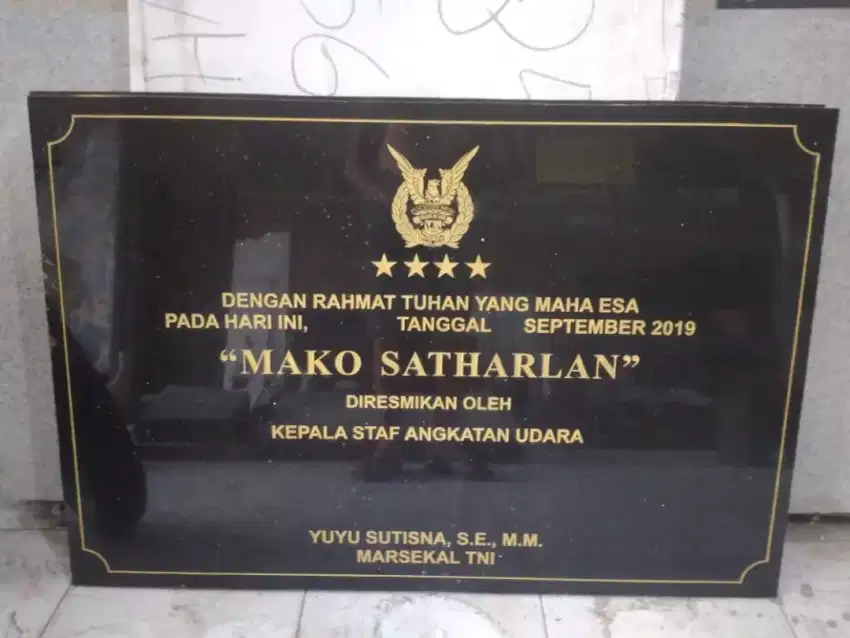 DENGAN RAHMAT TUHAN YANG MAHA ESA
PADA HARI INI, TANGGAL SEPTEMBER 2019
“MAKO SATHARLAN”
DIRESMIKAN OLEH
KEPALA STAF ANGKATAN UDARA
YUYU SUTISNA, S.E., M.M.
MARSEKAL TNI